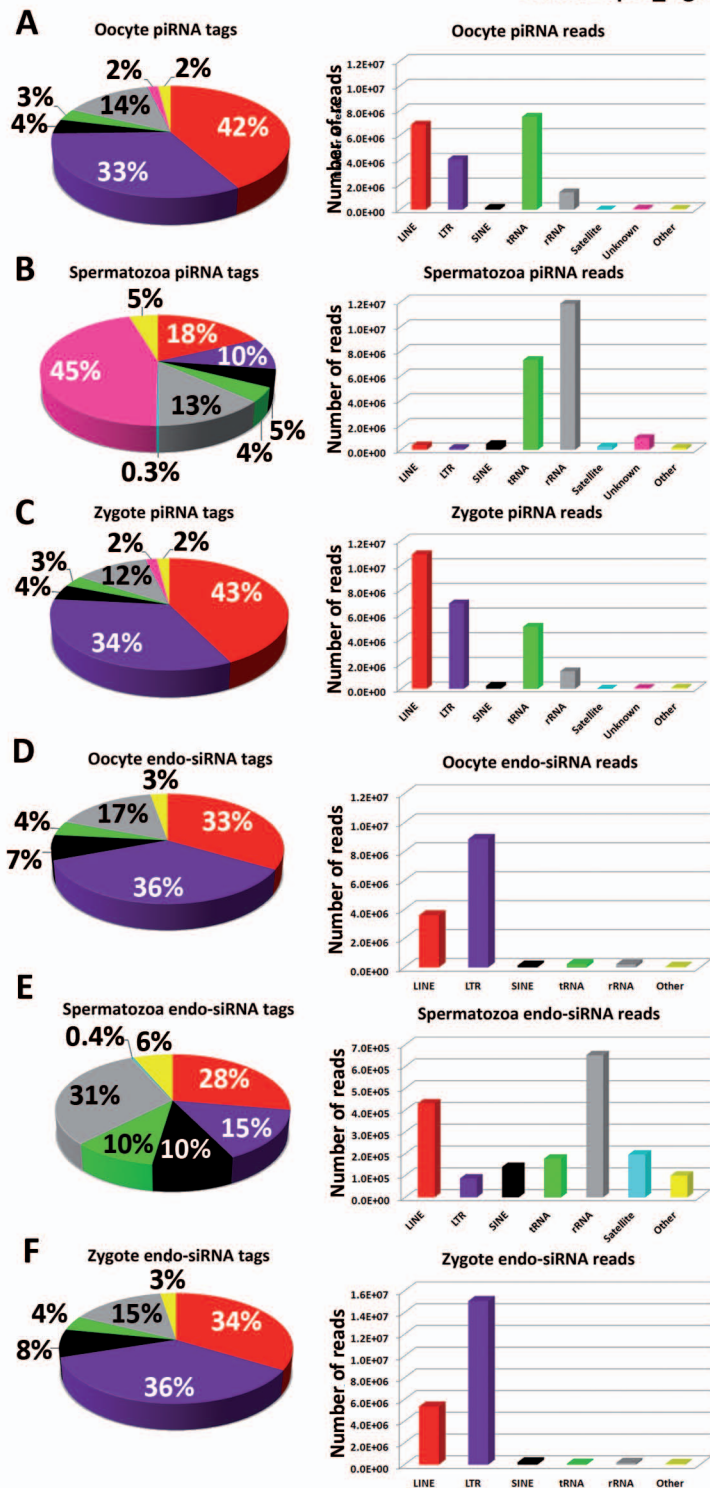 A
Oocyte piRNA tags
2%
2%
3%
14%
4%
42%
33%
Oocyte piRNA reads
Number of reads
1.2E+07
1.0E+07
8.0E+06
6.0E+06
4.0E+06
2.0E+06
0.0E+00
LINE
LTR
SINE
tRNA
rRNA
Satellite
Unknown
Other
B
Spermatozoa piRNA tags
5%
18%
10%
45%
13%
5%
4%
0.3%
Spermatozoa piRNA reads
Number of reads
1.2E+07
1.0E+07
8.0E+06
6.0E+06
4.0E+06
2.0E+06
0.0E+00
LINE
LTR
SINE
tRNA
rRNA
Satellite
Unknown
Other
C
Zygote piRNA tags
2%
2%
3%
12%
4%
43%
34%
Zygote piRNA reads
Number of reads
1.2E+07
1.0E+07
8.0E+06
6.0E+06
4.0E+06
2.0E+06
0.0E+00
LINE
LTR
SINE
tRNA
rRNA
Satellite
Unknown
Other
D
Oocyte endo-siRNA tags
3%
17%
33%
4%
7%
36%
Oocyte endo-siRNA reads
Number of reads
1.2E+07
1.0E+07
8.0E+06
6.0E+06
4.0E+06
2.0E+06
0.0E+00
LINE
LTR
SINE
tRNA
rRNA
Other
E
Spermatozoa endo-siRNA tags
0.4%
6%
28%
31%
15%
10%
10%
Spermatozoa endo-siRNA reads
Number of reads
7.0E+05
6.0E+05
5.0E+05
4.0E+05
3.0E+05
2.0E+05
1.0E+05
0.0E+00
LINE
LTR
SINE
tRNA
rRNA
Satellite
Other
F
Zygote endo-siRNA tags
3%
4%
15%
34%
8%
36%
Zygote endo-siRNA reads
Number of reads
1.6E+07
1.4E+07
1.2E+07
1.0E+07
8.0E+06
6.0E+06
4.0E+06
2.0E+06
0.0E+00
LINE
LTR
SINE
tRNA
rRNA
Other